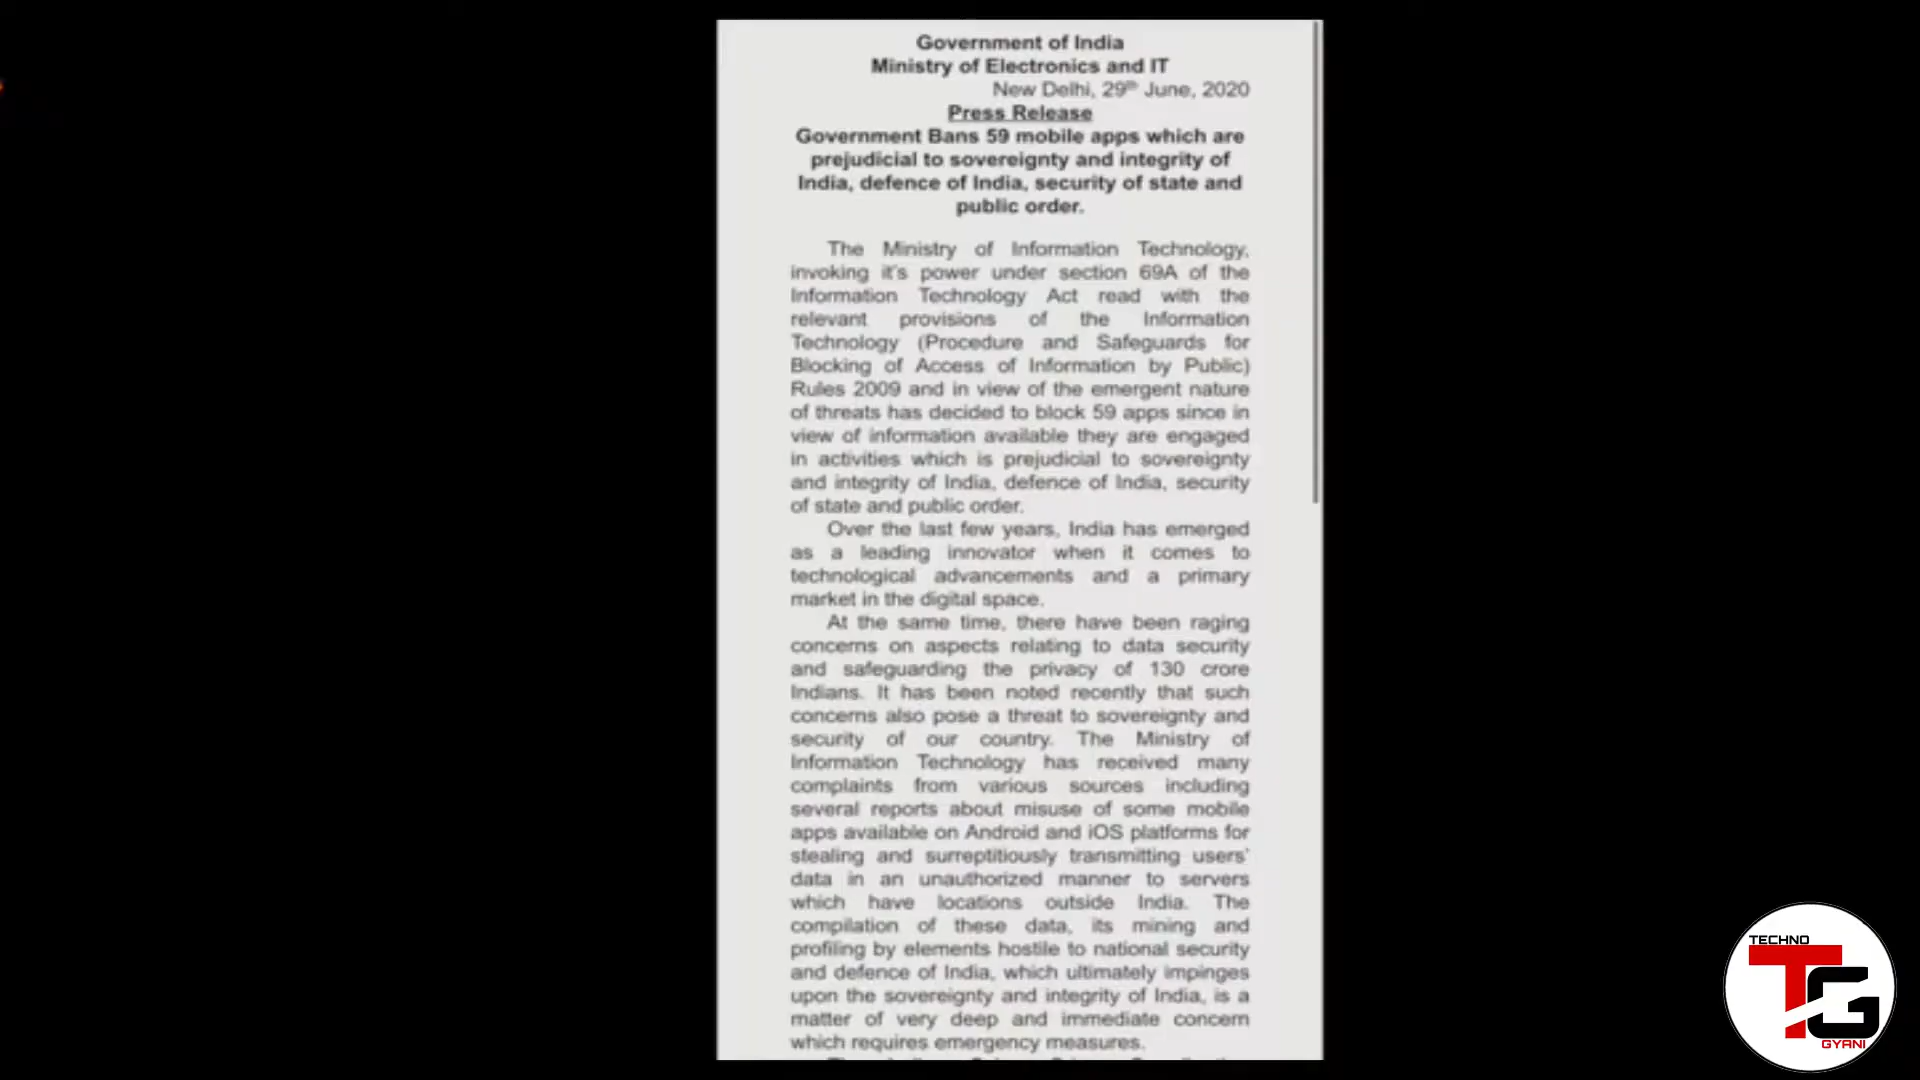 Government of India
Ministry of Electronics and IT
New Delhi, 29th June, 2020
Press Release
Government Bans 59 mobile apps which are
prejudicial to sovereignty and integrity of
India, defence of India, security of state and
public order.
The Ministry of Information Technology,
invoking it's power under section 69A of the
Information Technology Act read with the
relevant provisions of the Information
Technology (Procedure and Safeguards for
Blocking of Access of Information by Public)
Rules 2009 and in view of the emergent nature
of threats has decided to block 59 apps since in
view of information available they are engaged
in activities which is prejudicial to sovereignty
and integrity of India, defence of India, security
of state and public order.
Over the last few years, India has emerged
as a leading innovator when it comes to
technological advancements and a primary
market in the digital space.
At the same time, there have been raging
concerns on aspects relating to data security
and safeguarding the privacy of 130 crore
Indians. It has been noted recently that such
concerns also pose a threat to sovereignty and
security of our country. The Ministry of
Information Technology has received many
complaints from various sources including
several reports about misuse of some mobile
apps available on Android and iOS platforms for
stealing and surreptitiously transmitting users'
data in an unauthorized manner to servers
which have locations outside India. The
compilation of these data, its mining and
profiling by elements hostile to national security
and defence of India, which ultimately impinges
upon the sovereignty and integrity of India, is a
matter of very deep and immediate concern
which requires emergency measures.
TECHNO
TG
GYANI